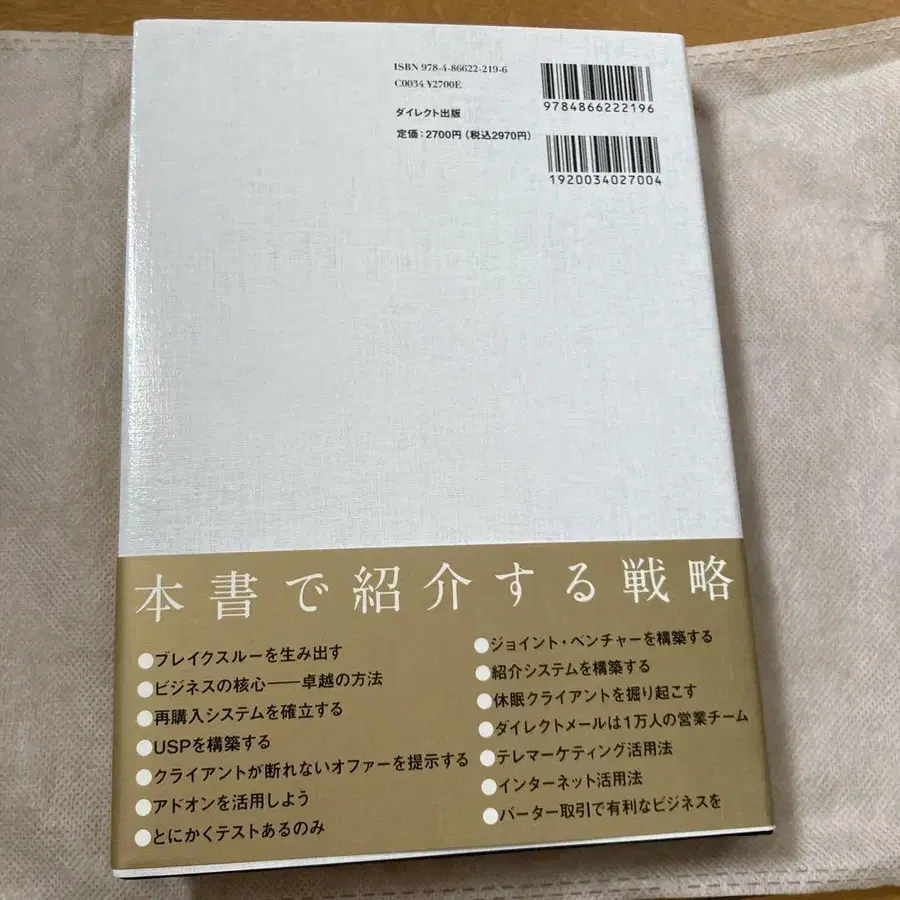 ISBN 978-4-86622-219-6
C0034 ¥2700E
ダイレクト出版
定価：2700円（税込2970円）
9784866222196
1920034027004
本書で紹介する戦略
●ブレイクスルーを生み出す
●ビジネスの核心――卓越の方法
●再購入システムを確立する
●USPを構築する
●クライアントが断れないオファーを提示する
●アドオンを活用しよう
●とにかくテストあるのみ
●ジョイント・ベンチャーを構築する
●紹介システムを構築する
●休眠クライアントを掘り起こす
●ダイレクトメールは1万人の営業チーム
●テレマーケティング活用法
●インターネット活用法
●バーター取引で有利なビジネスを